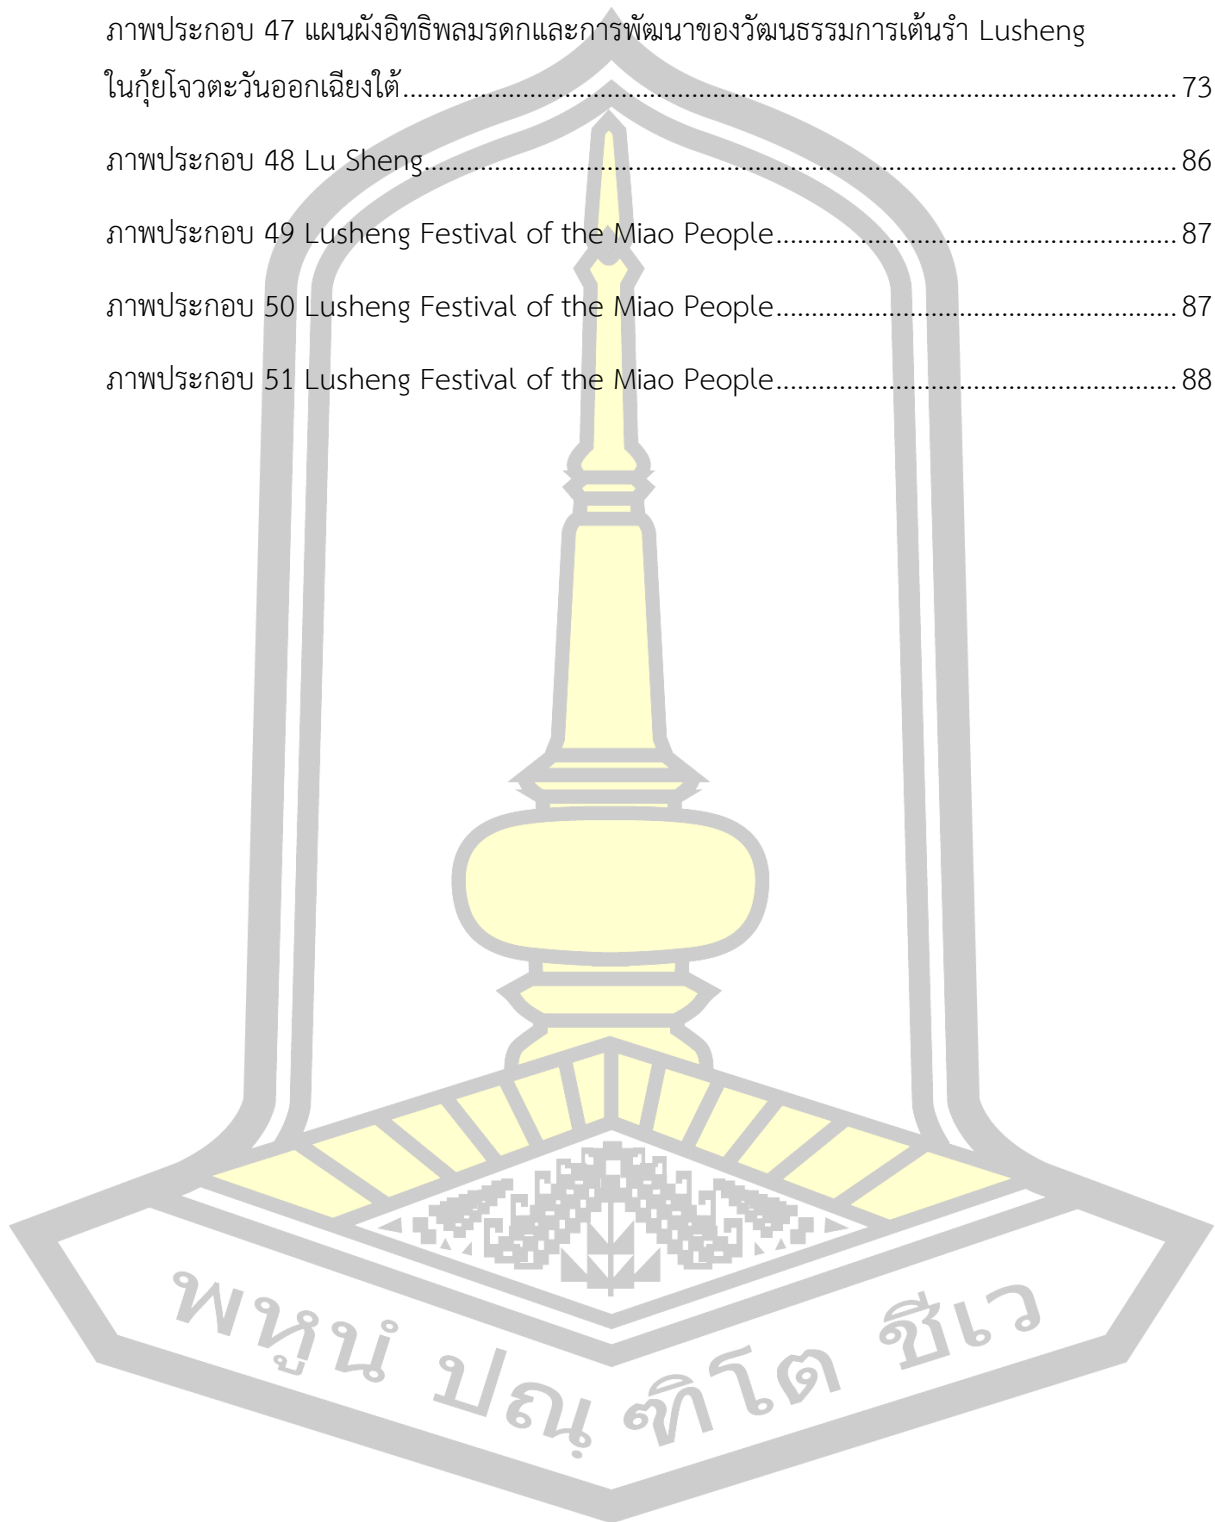 ภาพประกอบ 47 แผนผังอิทธิพลมรดกและการพัฒนาของวัฒนธรรมการเต้นรำ Lusheng
ในกุ้ยโจวตะวันออกเฉียงใต้.......................................................................................................... 73
ภาพประกอบ 48 Lu Sheng....................................................................................................... 86
ภาพประกอบ 49 Lusheng Festival of the Miao People....................................................... 87
ภาพประกอบ 50 Lusheng Festival of the Miao People....................................................... 87
ภาพประกอบ 51 Lusheng Festival of the Miao People....................................................... 88
พหูนํ ปณฺฑิโต ชีเว